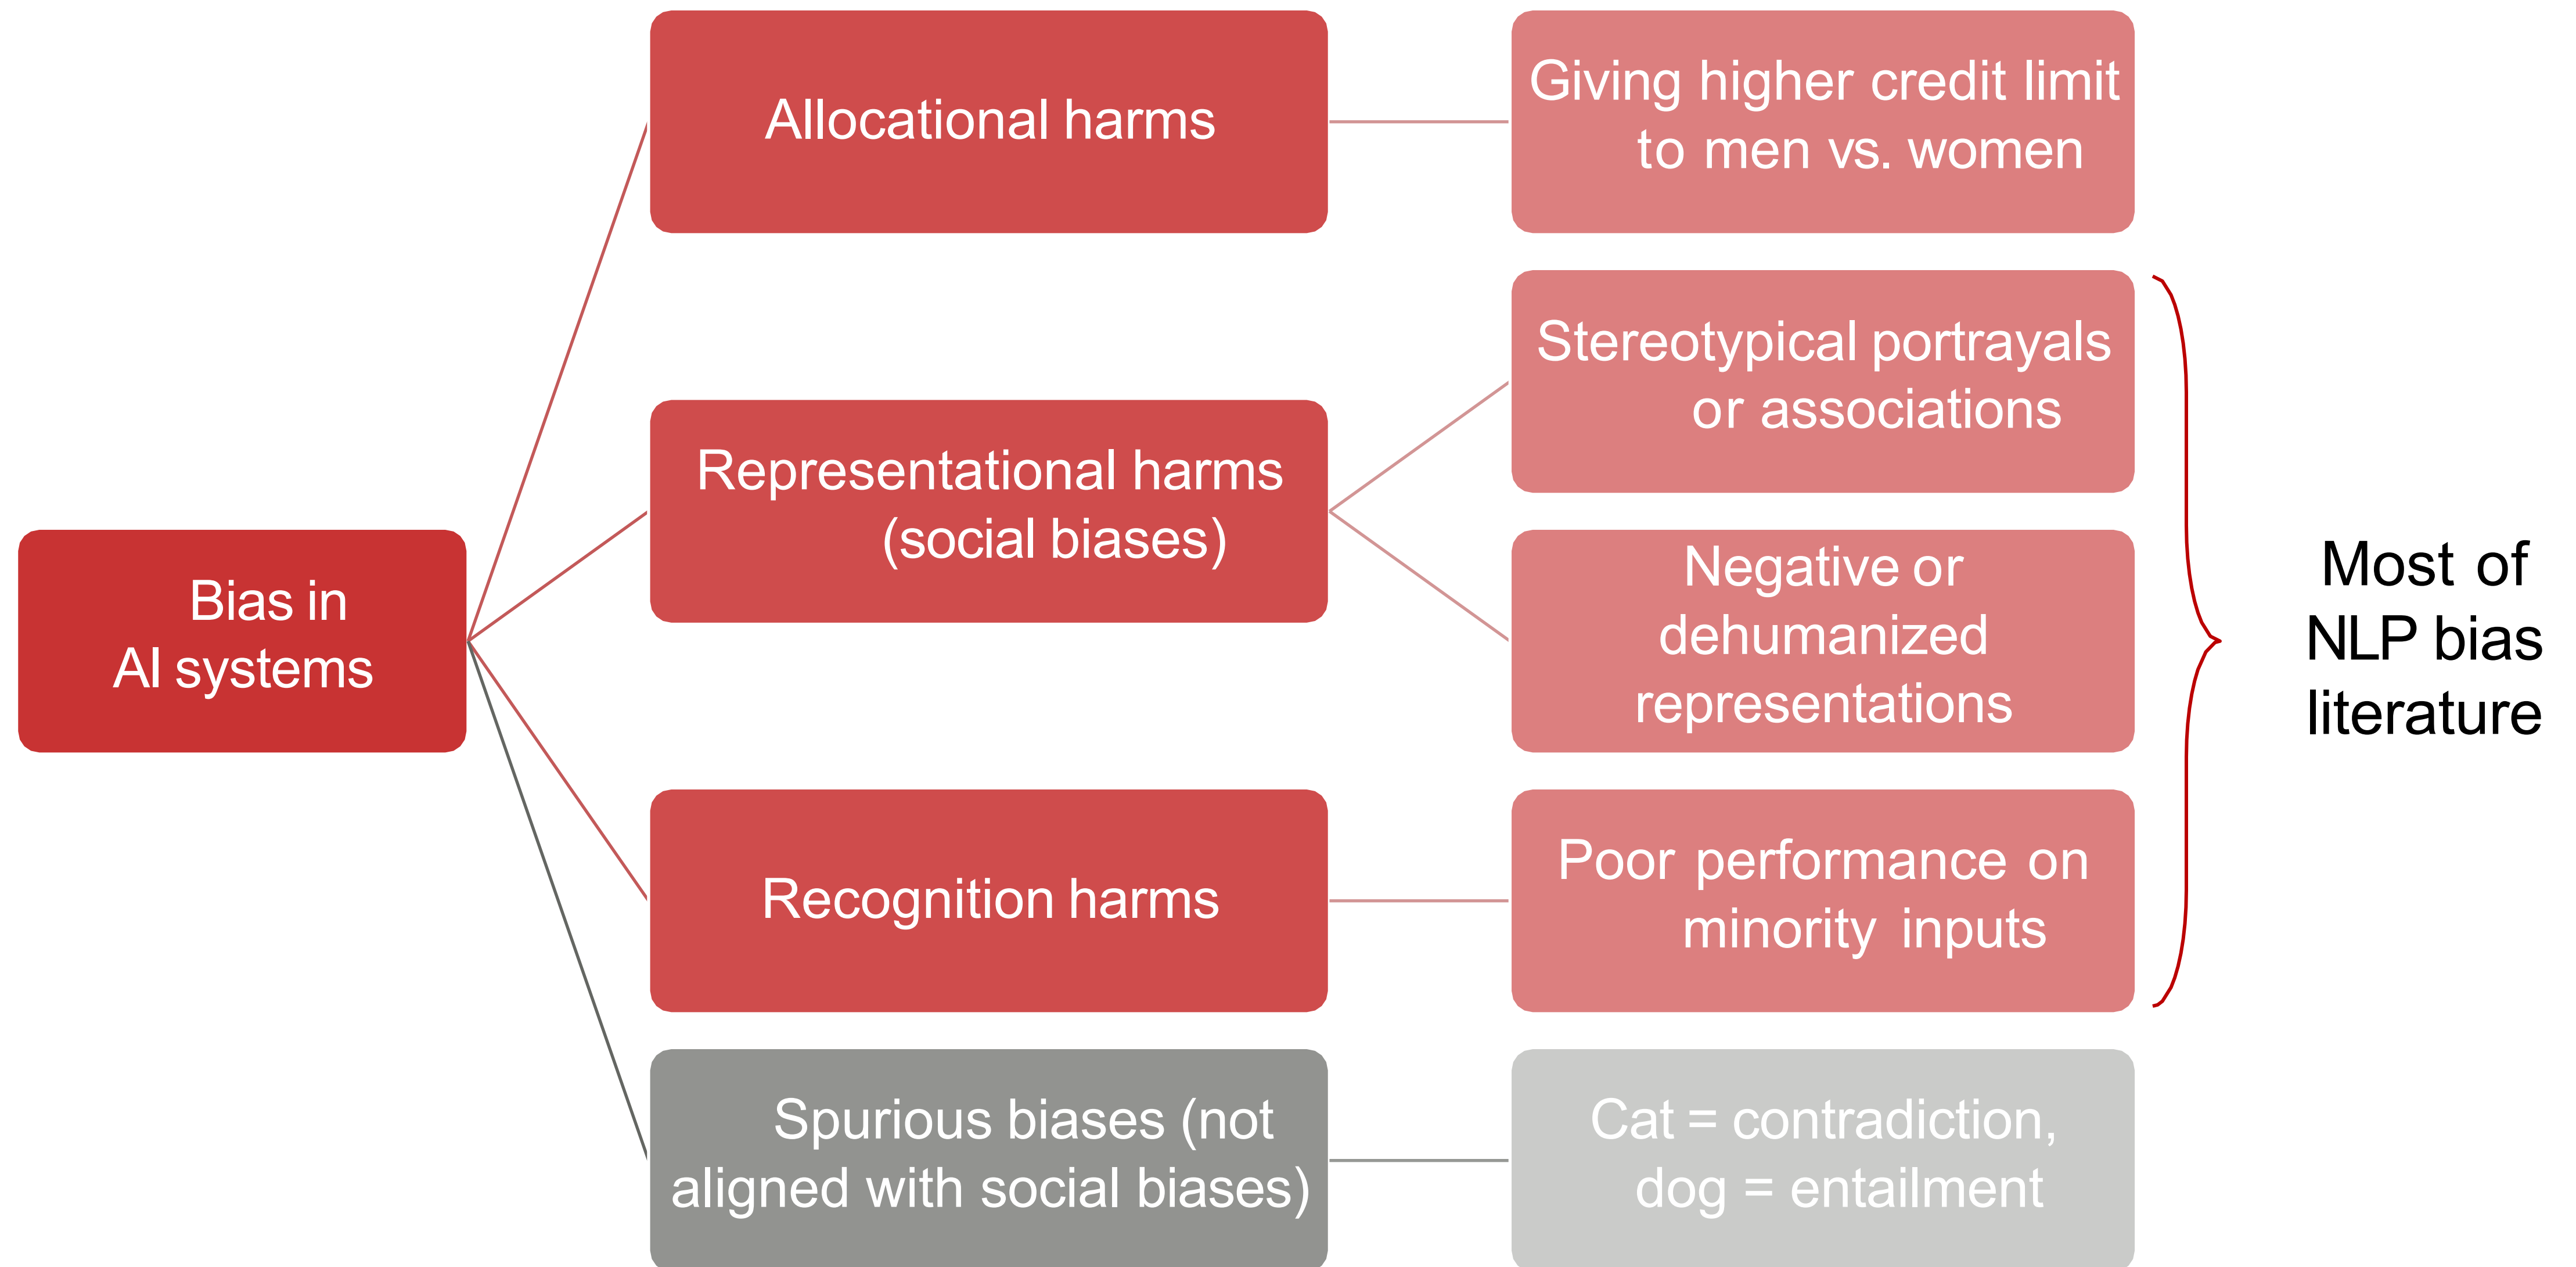 Bias in
AI systems
Allocational harms
Giving higher credit limit
to men vs. women
Representational harms
(social biases)
Stereotypical portrayals
or associations
Negative or
dehumanized
representations
Recognition harms
Poor performance on
minority inputs
Spurious biases (not
aligned with social biases)
Cat = contradiction,
dog = entailment
Most of
NLP bias
literature